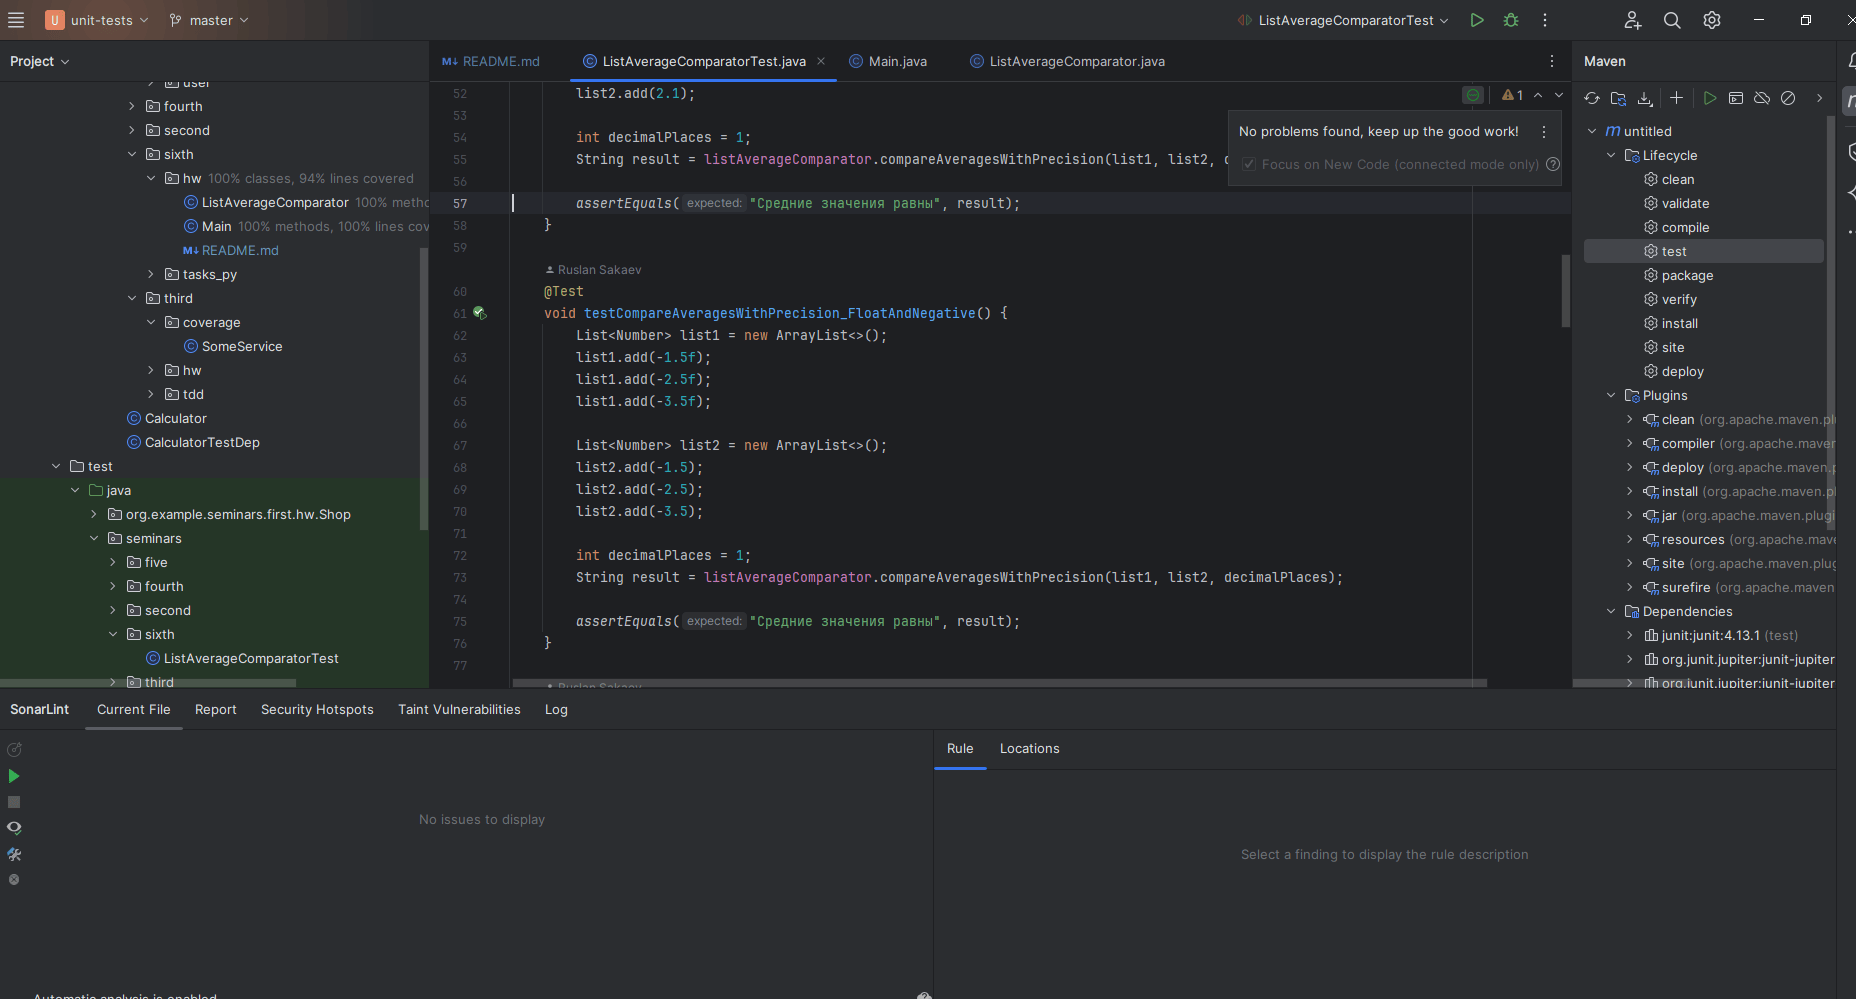 unit-tests
master
ListAverageComparatorTest
Project
README.md
ListAverageComparatorTest.java
Main.java
ListAverageComparator.java
Maven
user
fourth
second
sixth
hw 100% classes, 94% lines covered
ListAverageComparator 100% metho
Main 100% methods, 100% lines cov
README.md
tasks_py
third
coverage
SomeService
hw
tdd
Calculator
CalculatorTestDep
test
java
org.example.seminars.first.hw.Shop
seminars
five
fourth
second
sixth
ListAverageComparatorTest
third
52 list2.add(2.1);
53
54 int decimalPlaces = 1;
55 String result = listAverageComparator.compareAveragesWithPrecision(list1, list2, d
56
57 assertEquals( expected: "Средние значения равны", result);
58 }
59
Ruslan Sakaev
60 @Test
61 void testCompareAveragesWithPrecision_FloatAndNegative() {
62 List<Number> list1 = new ArrayList<>();
63 list1.add(-1.5f);
64 list1.add(-2.5f);
65 list1.add(-3.5f);
66
67 List<Number> list2 = new ArrayList<>();
68 list2.add(-1.5);
69 list2.add(-2.5);
70 list2.add(-3.5);
71
72 int decimalPlaces = 1;
73 String result = listAverageComparator.compareAveragesWithPrecision(list1, list2, decimalPlaces);
74
75 assertEquals( expected: "Средние значения равны", result);
76 }
77
Ruslan Sakaev
1
No problems found, keep up the good work!
Focus on New Code (connected mode only)
untitled
Lifecycle
clean
validate
compile
test
package
verify
install
site
deploy
Plugins
clean (org.apache.maven.plu
compiler (org.apache.maven
deploy (org.apache.maven.p
install (org.apache.maven.pl
jar (org.apache.maven.plugi
resources (org.apache.mave
site (org.apache.maven.plug
surefire (org.apache.maven
Dependencies
junit:junit:4.13.1 (test)
org.junit.jupiter:junit-jupiter
org.junit.jupiter:junit-jupiter
SonarLint
Current File
Report
Security Hotspots
Taint Vulnerabilities
Log
Rule
Locations
No issues to display
Select a finding to display the rule description
Automatic analysis is enabled